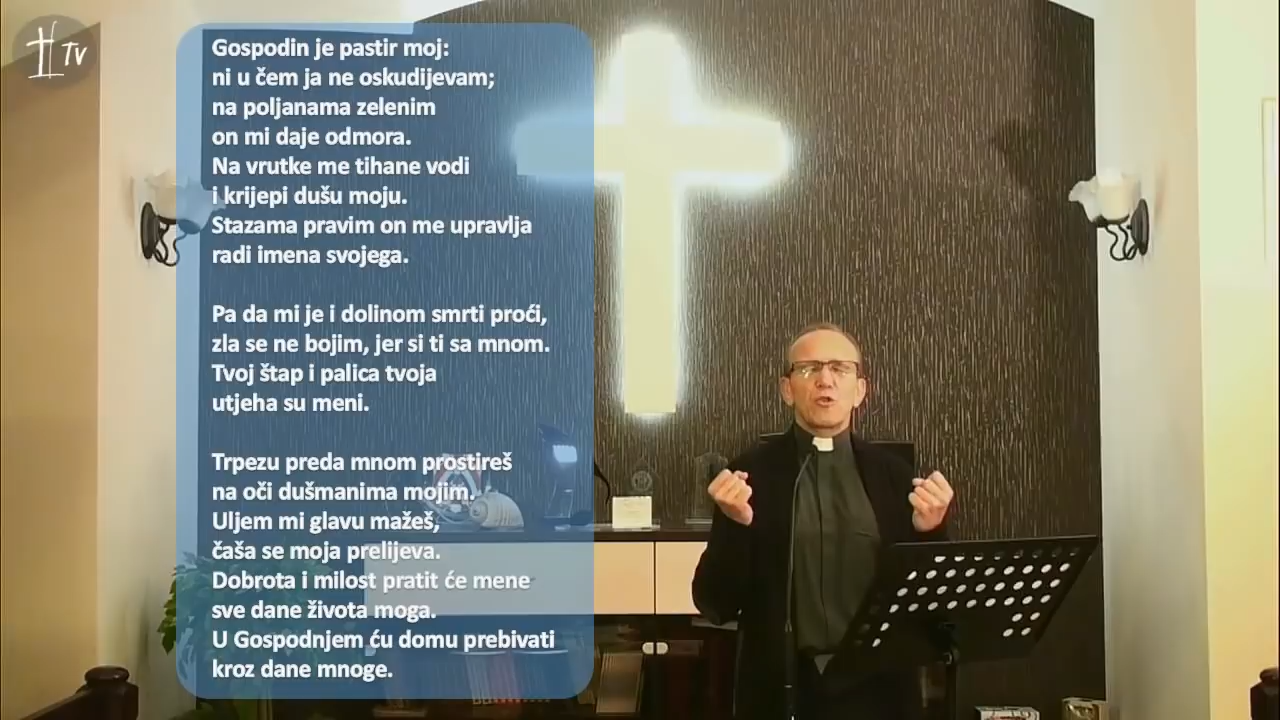 TV
Gospodin je pastir moj:
ni u čem ja ne oskudijevam;
na poljanama zelenim
on mi daje odmora.
Na vrutke me tihane vodi
i krijepi dušu moju.
Stazama pravim on me upravlja
radi imena svojega.
Pa da mi je i dolinom smrti proći,
zla se ne bojim, jer si ti sa mnom.
Tvoj štap i palica tvoja
utjeha su meni.
Trpezu preda mnom prostireš
na oči dušmanima mojim.
Uljem mi glavu mažeš,
čaša se moja prelijeva.
Dobrota i milost pratit će mene
sve dane života moga.
U Gospodnjem ću domu prebivati
kroz dane mnoge.